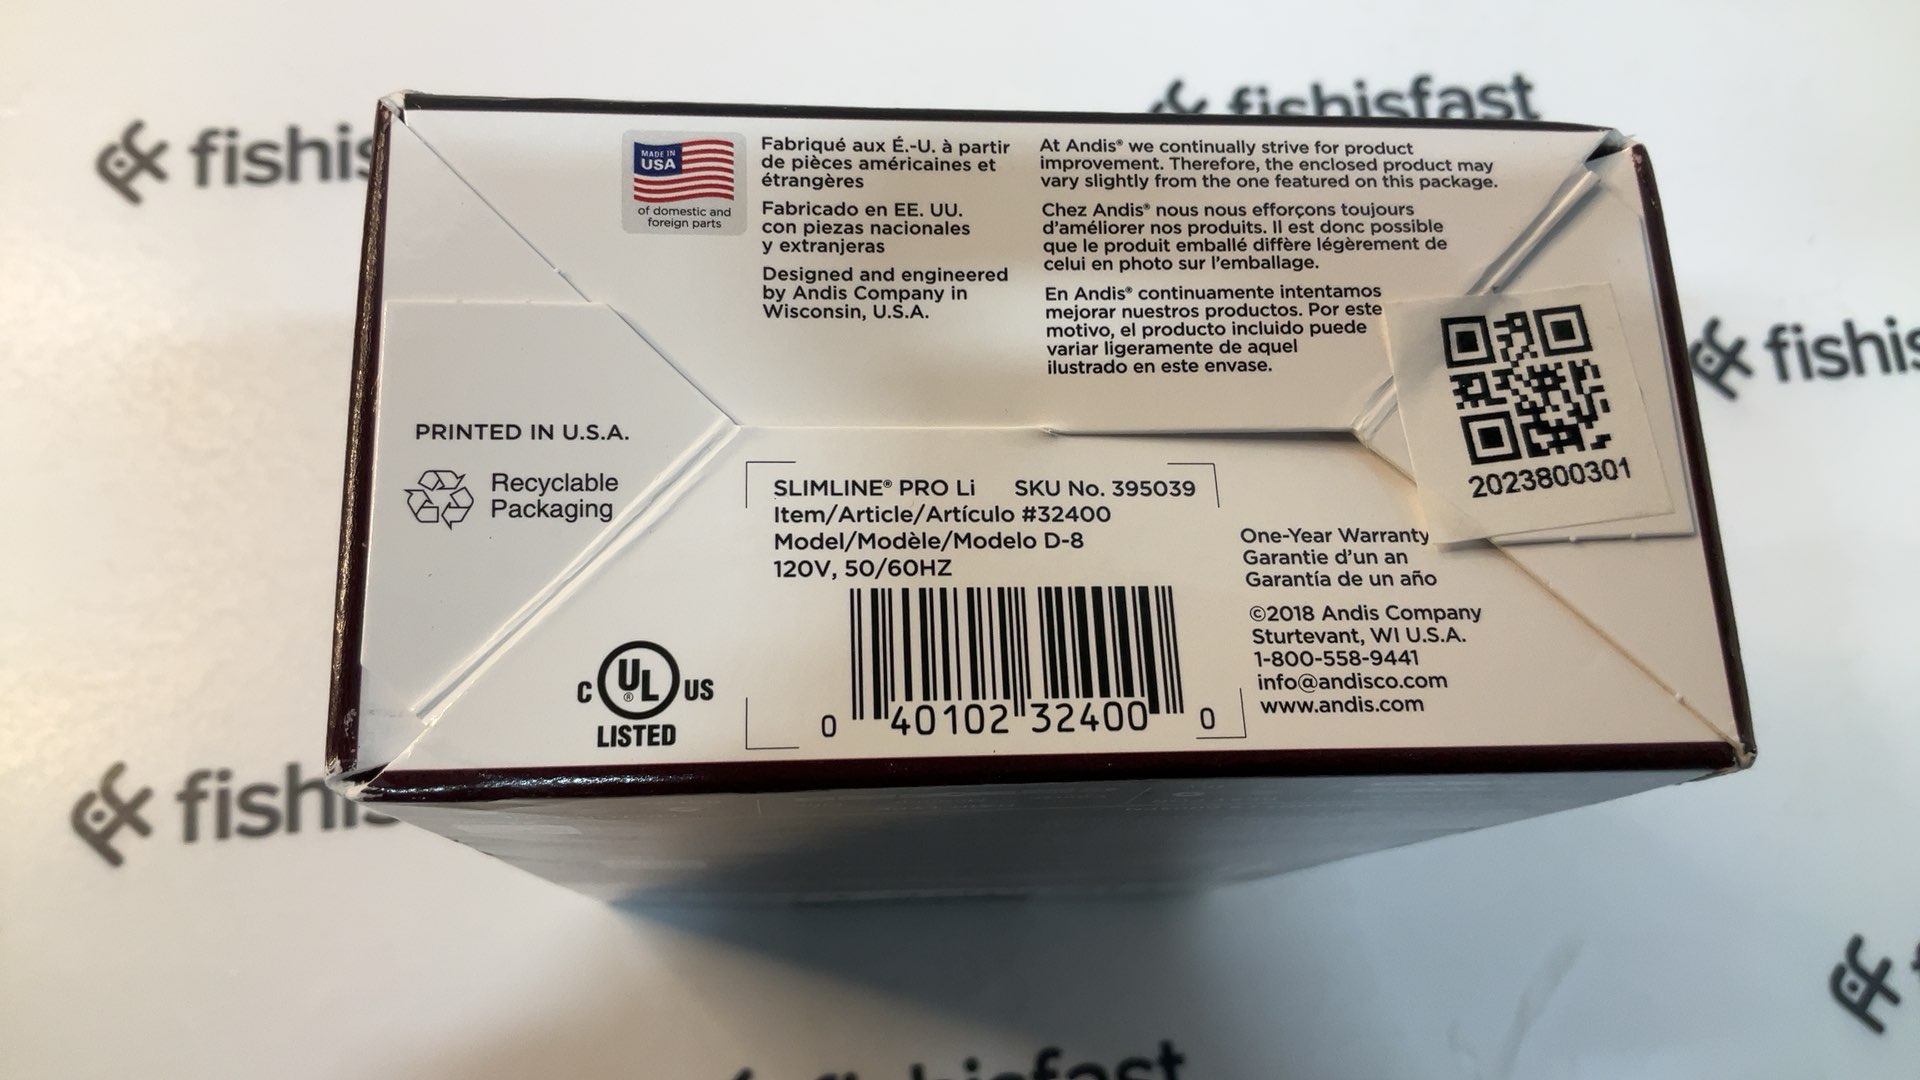 fishisfast
fishis
MADE IN
USA
of domestic and
foreign parts
Fabriqué aux É.-U. à partir
de pièces américaines et
étrangères
Fabricado en EE. UU.
con piezas nacionales
y extranjeras
Designed and engineered
by Andis Company in
Wisconsin, U.S.A.
At Andis® we continually strive for product
improvement. Therefore, the enclosed product may
vary slightly from the one featured on this package.
Chez Andis® nous nous efforçons toujours
d'améliorer nos produits. Il est donc possible
que le produit emballé diffère légèrement de
celui en photo sur l'emballage.
En Andis® continuamente intentamos
mejorar nuestros productos. Por este
motivo, el producto incluido puede
variar ligeramente de aquel
ilustrado en este envase.
2023800301
fishis
PRINTED IN U.S.A.
Recyclable
Packaging
SLIMLINE® PRO Li SKU No. 395039
Item/Article/Artículo #32400
Model/Modèle/Modelo D-8
120V, 50/60HZ
0 40102 32400 0
C UL® US
LISTED
One-Year Warranty
Garantie d'un an
Garantía de un año
©2018 Andis Company
Sturtevant, WI U.S.A.
1-800-558-9441
info@andisco.com
www.andis.com
fishis
fishisfast